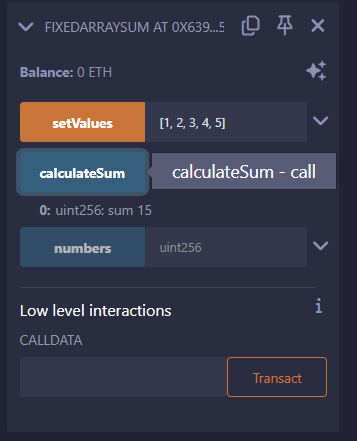 FIXEDARRAYSUM AT 0X639...5
Balance: 0 ETH
setValues [1, 2, 3, 4, 5]
calculateSum calculateSum - call
0: uint256: sum 15
numbers uint256
Low level interactions i
CALLDATA
Transact